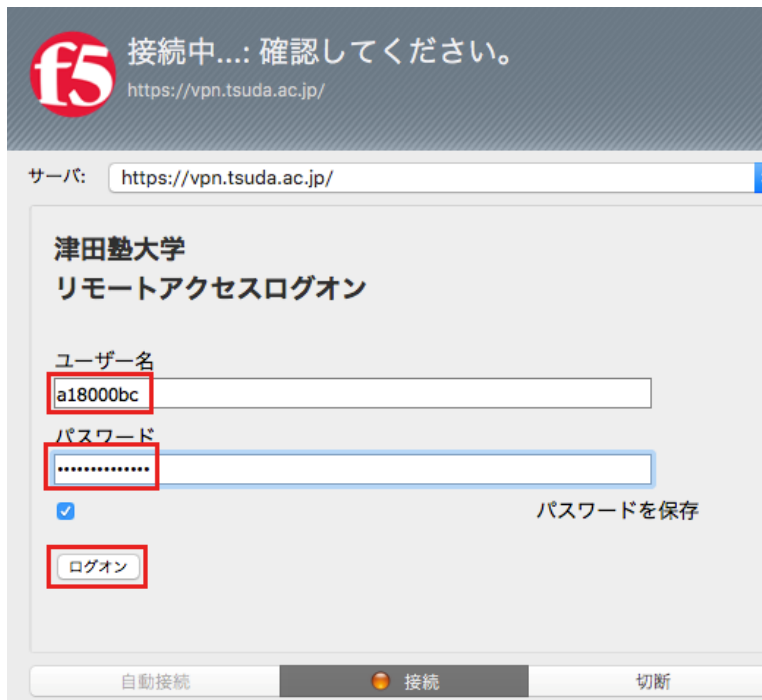 f5
接続中...: 確認してください。
https://vpn.tsuda.ac.jp/
サーバ: https://vpn.tsuda.ac.jp/
津田塾大学
リモートアクセスログオン
ユーザー名
a18000bc
パスワード
••••••••••••••
パスワードを保存
ログオン
自動接続 接続 切断